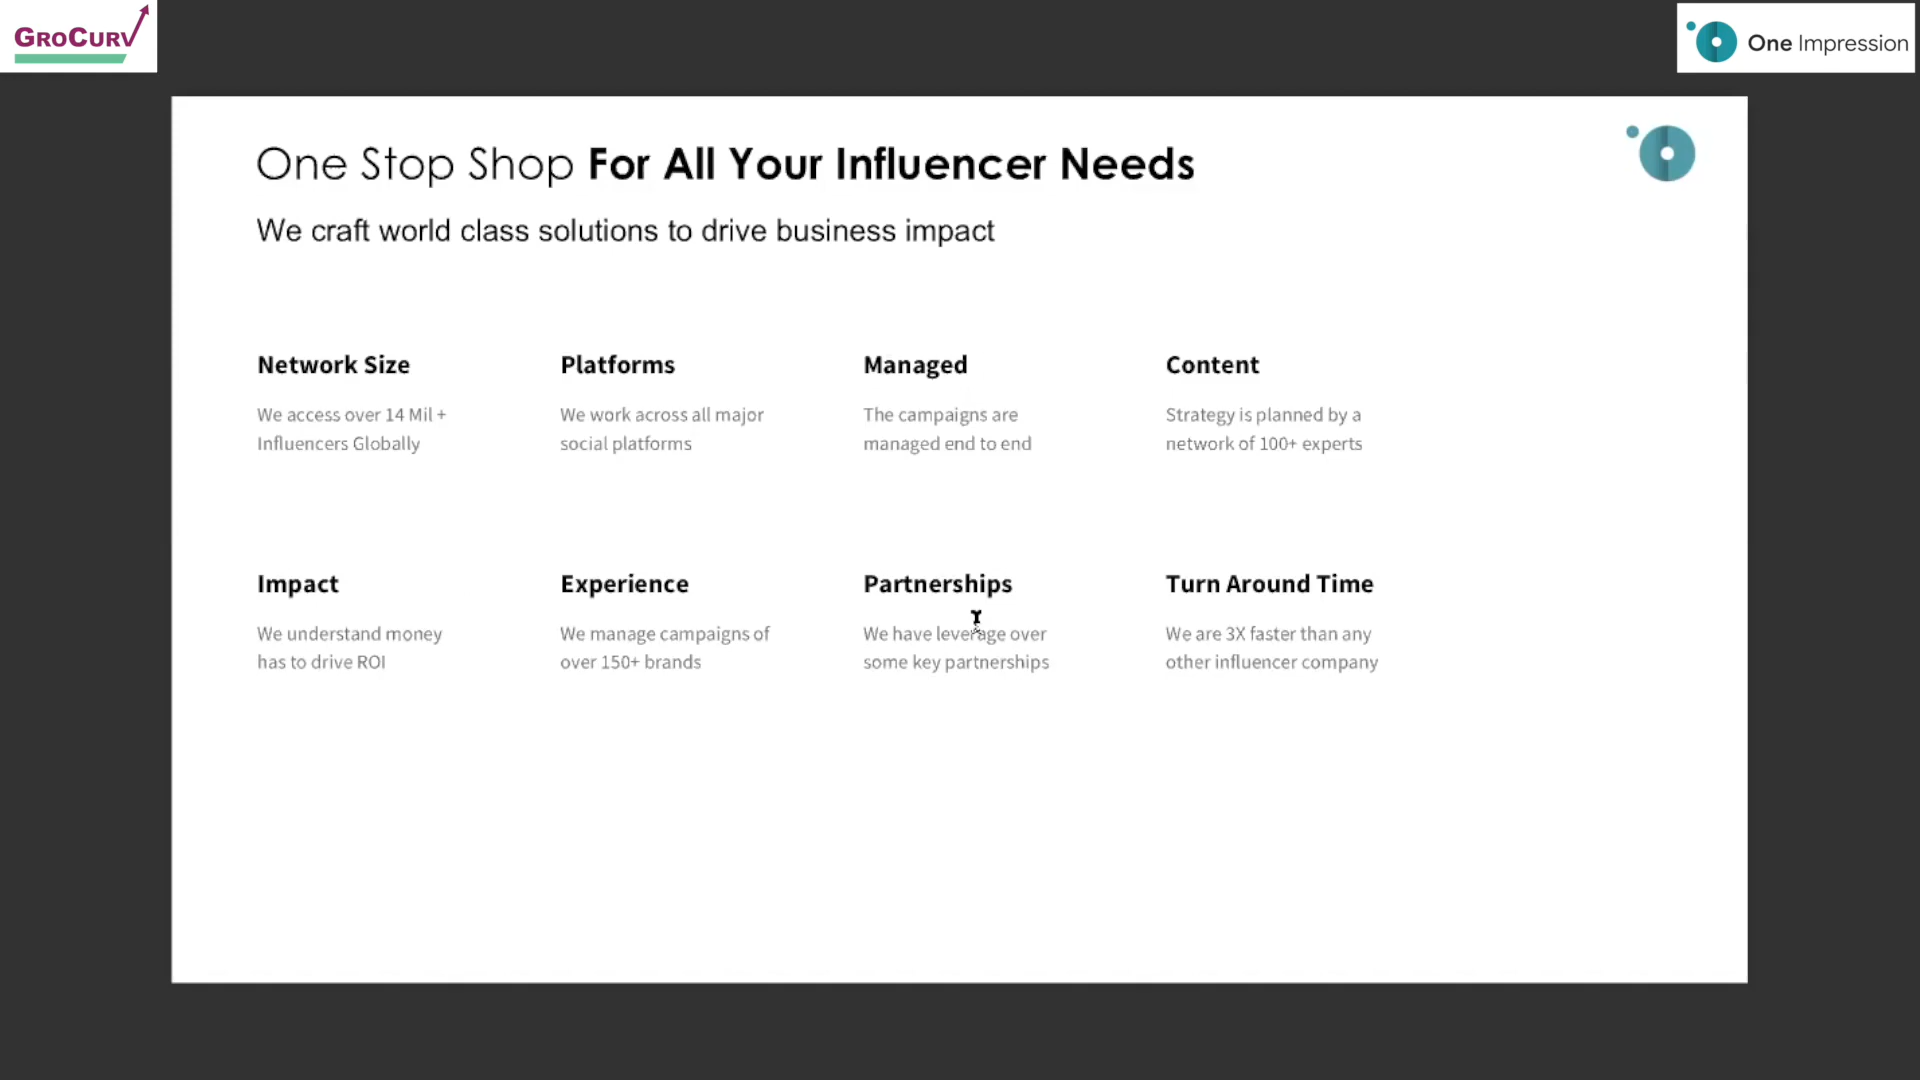 GROCURV
One Impression
One Stop Shop For All Your Influencer Needs
We craft world class solutions to drive business impact
Network Size
We access over 14 Mil +
Influencers Globally
Platforms
We work across all major
social platforms
Managed
The campaigns are
managed end to end
Content
Strategy is planned by a
network of 100+ experts
Impact
We understand money
has to drive ROI
Experience
We manage campaigns of
over 150+ brands
Partnerships
We have leverage over
some key partnerships
Turn Around Time
We are 3X faster than any
other influencer company